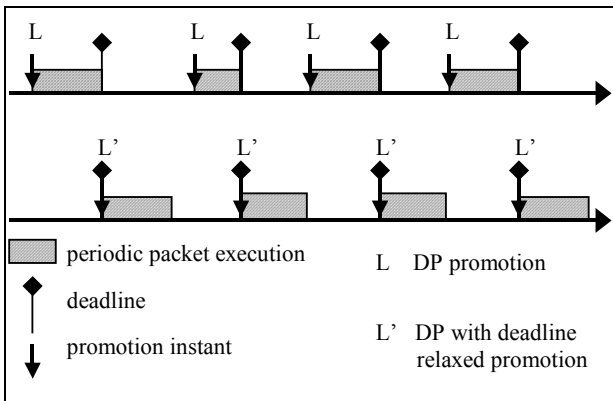 L L L L
L’ L’ L’ L’
periodic packet execution
deadline
promotion instant
L DP promotion
L’ DP with deadline
relaxed promotion